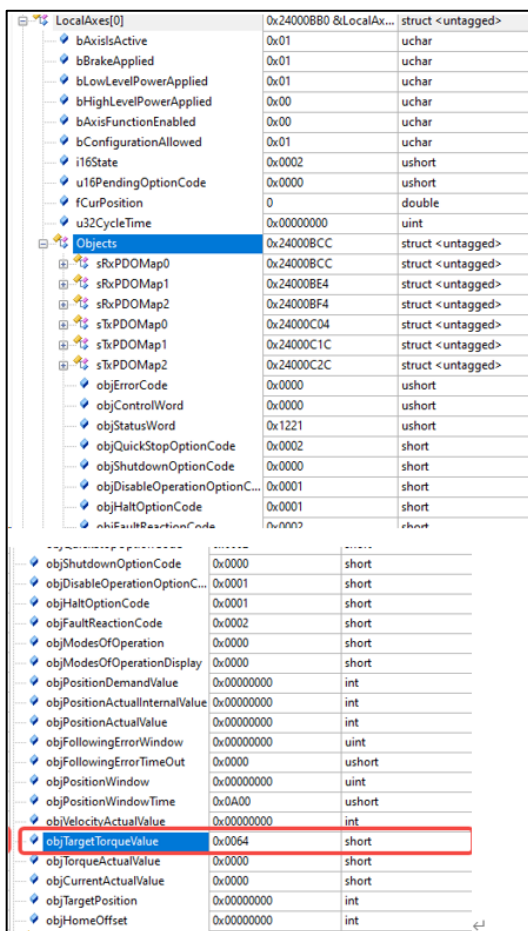 LocalAxes[0] 0x24000BB0 &LocalAx... struct <untagged>
bAxisIsActive 0x01 uchar
bBrakeApplied 0x01 uchar
bLowLevelPowerApplied 0x01 uchar
bHighLevelPowerApplied 0x00 uchar
bAxisFunctionEnabled 0x00 uchar
bConfigurationAllowed 0x01 uchar
i16State 0x0002 ushort
u16PendingOptionCode 0x0000 ushort
fCurPosition 0 double
u32CycleTime 0x00000000 uint
Objects 0x24000BCC struct <untagged>
sRxPDOMap0 0x24000BCC struct <untagged>
sRxPDOMap1 0x24000BE4 struct <untagged>
sRxPDOMap2 0x24000BF4 struct <untagged>
sTxPDOMap0 0x24000C04 struct <untagged>
sTxPDOMap1 0x24000C1C struct <untagged>
sTxPDOMap2 0x24000C2C struct <untagged>
objErrorCode 0x0000 ushort
objControlWord 0x0000 ushort
objStatusWord 0x1221 ushort
objQuickStopOptionCode 0x0002 short
objShutdownOptionCode 0x0000 short
objDisableOperationOptionC... 0x0001 short
objHaltOptionCode 0x0001 short
objFaultReactionCode 0x0002 short
objShutdownOptionCode 0x0000 short
objDisableOperationOptionC... 0x0001 short
objHaltOptionCode 0x0001 short
objFaultReactionCode 0x0002 short
objModesOfOperation 0x0000 short
objModesOfOperationDisplay 0x0000 short
objPositionDemandValue 0x00000000 int
objPositionActualInternalValue 0x00000000 int
objPositionActualValue 0x00000000 int
objFollowingErrorWindow 0x00000000 uint
objFollowingErrorTimeOut 0x0000 ushort
objPositionWindow 0x00000000 uint
objPositionWindowTime 0x0A00 ushort
objVelocityActualValue 0x00000000 int
objTargetTorqueValue 0x0064 short
objTorqueActualValue 0x0000 short
objCurrentActualValue 0x0000 short
objTargetPosition 0x00000000 int
objHomeOffset 0x00000000 int